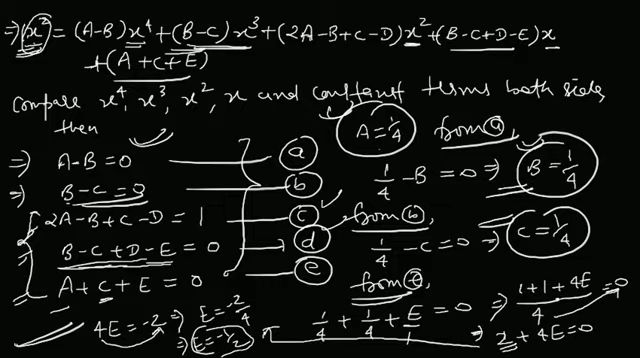 ⇒ x² = (A-B)x⁴ + (B-C)x³ + (2A-B+C-D)x² + (B-C+D-E)x
+ (A+C+E)
Compare x⁴, x³, x², x and constant terms both side,
then
A = 1/4
from ⓐ,
⇒ A-B=0 ⓐ
1/4 - B = 0 ⇒ B = 1/4
⇒ B-C=0 ⓑ
2A-B+C-D = 1 ⓒ
from ⓑ,
⇒ B-C+D-E = 0 ⓓ
1/4 - C = 0 ⇒ C = 1/4
⇒ A+C+E = 0 ⓔ
from ⓔ,
1/4 + 1/4 + E/1 = 0
⇒ (1+1+4E)/4 = 0
⇒ 2+4E=0
4E = -2 ⇒ E = -2/4
⇒ E = -1/2